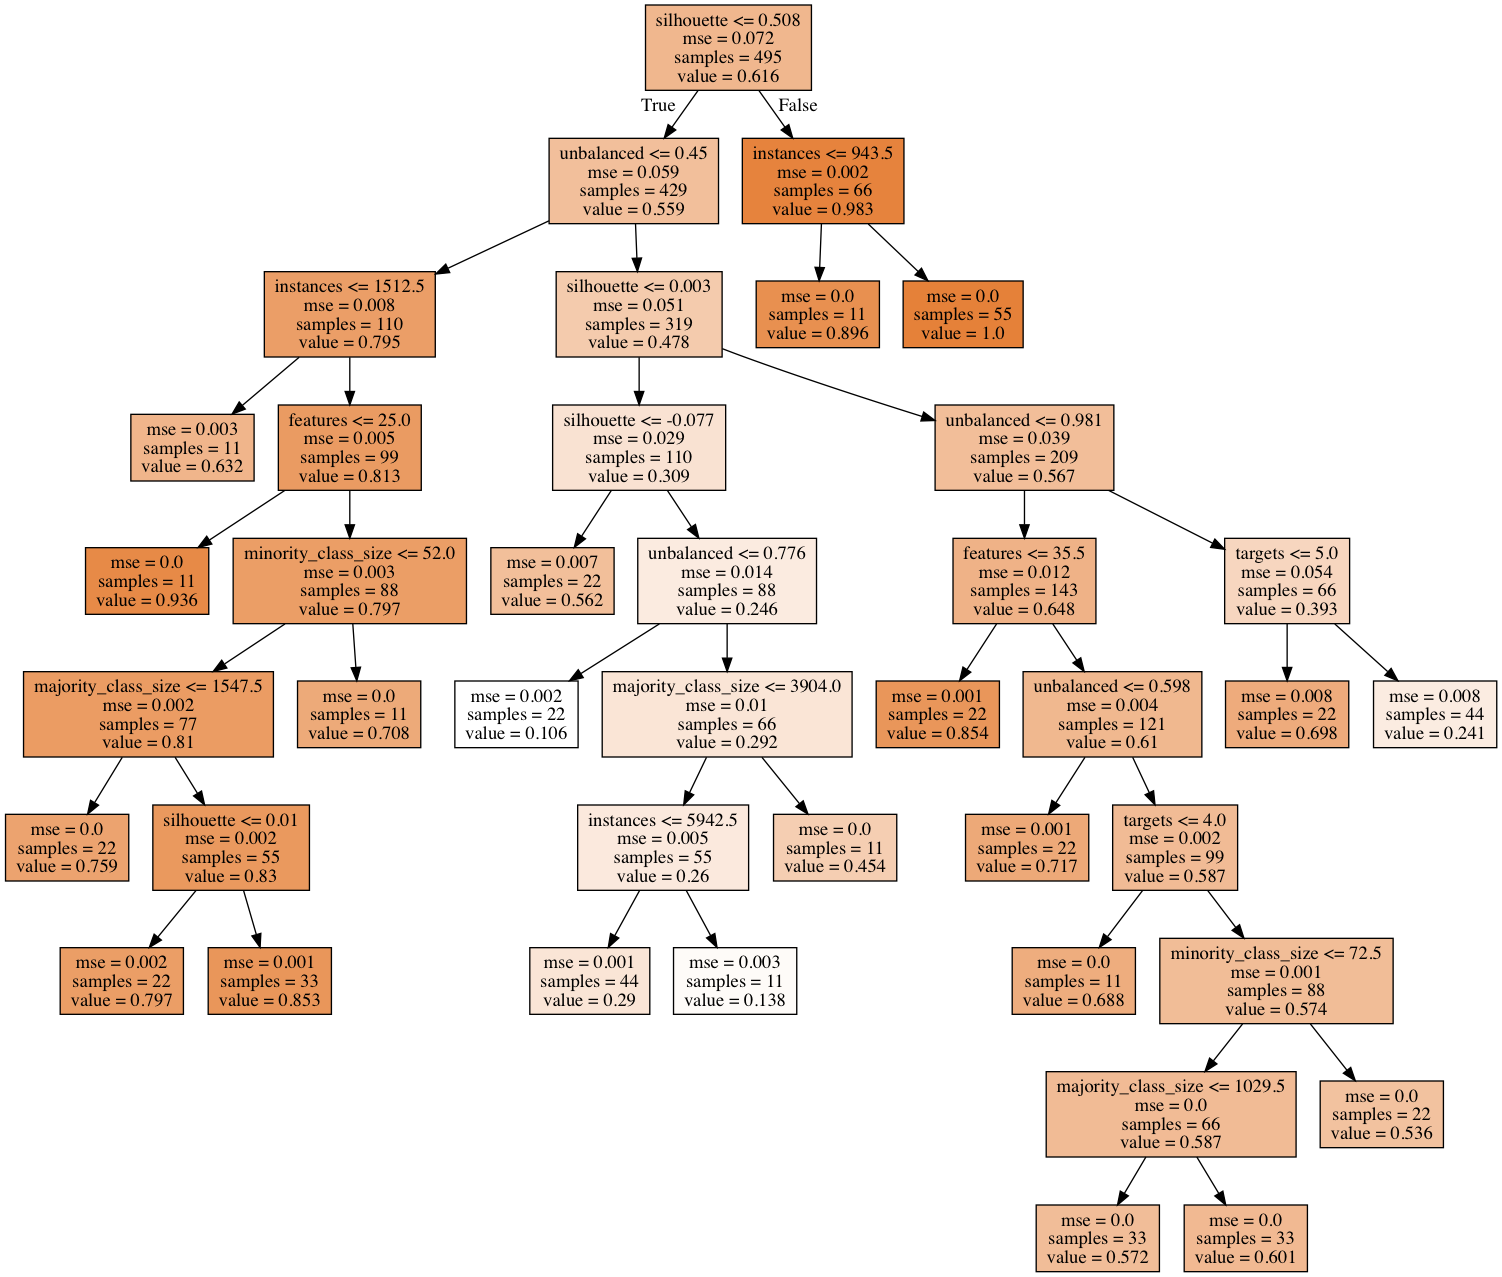 silhouette <= 0.508
mse = 0.072
samples = 495
value = 0.616
True
False
unbalanced <= 0.45
mse = 0.059
samples = 429
value = 0.559
instances <= 943.5
mse = 0.002
samples = 66
value = 0.983
instances <= 1512.5
mse = 0.008
samples = 110
value = 0.795
silhouette <= 0.003
mse = 0.051
samples = 319
value = 0.478
mse = 0.0
samples = 11
value = 0.896
mse = 0.0
samples = 55
value = 1.0
mse = 0.003
samples = 11
value = 0.632
features <= 25.0
mse = 0.005
samples = 99
value = 0.813
silhouette <= -0.077
mse = 0.029
samples = 110
value = 0.309
unbalanced <= 0.981
mse = 0.039
samples = 209
value = 0.567
mse = 0.0
samples = 11
value = 0.936
minority_class_size <= 52.0
mse = 0.003
samples = 88
value = 0.797
mse = 0.007
samples = 22
value = 0.562
unbalanced <= 0.776
mse = 0.014
samples = 88
value = 0.246
features <= 35.5
mse = 0.012
samples = 143
value = 0.648
targets <= 5.0
mse = 0.054
samples = 66
value = 0.393
majority_class_size <= 1547.5
mse = 0.002
samples = 77
value = 0.81
mse = 0.0
samples = 11
value = 0.708
mse = 0.002
samples = 22
value = 0.106
majority_class_size <= 3904.0
mse = 0.01
samples = 66
value = 0.292
mse = 0.001
samples = 22
value = 0.854
unbalanced <= 0.598
mse = 0.004
samples = 121
value = 0.61
mse = 0.008
samples = 22
value = 0.698
mse = 0.008
samples = 44
value = 0.241
mse = 0.0
samples = 22
value = 0.759
silhouette <= 0.01
mse = 0.002
samples = 55
value = 0.83
instances <= 5942.5
mse = 0.005
samples = 55
value = 0.26
mse = 0.0
samples = 11
value = 0.454
mse = 0.001
samples = 22
value = 0.717
targets <= 4.0
mse = 0.002
samples = 99
value = 0.587
mse = 0.002
samples = 22
value = 0.797
mse = 0.001
samples = 33
value = 0.853
mse = 0.001
samples = 44
value = 0.29
mse = 0.003
samples = 11
value = 0.138
mse = 0.0
samples = 11
value = 0.688
minority_class_size <= 72.5
mse = 0.001
samples = 88
value = 0.574
majority_class_size <= 1029.5
mse = 0.0
samples = 66
value = 0.587
mse = 0.0
samples = 22
value = 0.536
mse = 0.0
samples = 33
value = 0.572
mse = 0.0
samples = 33
value = 0.601